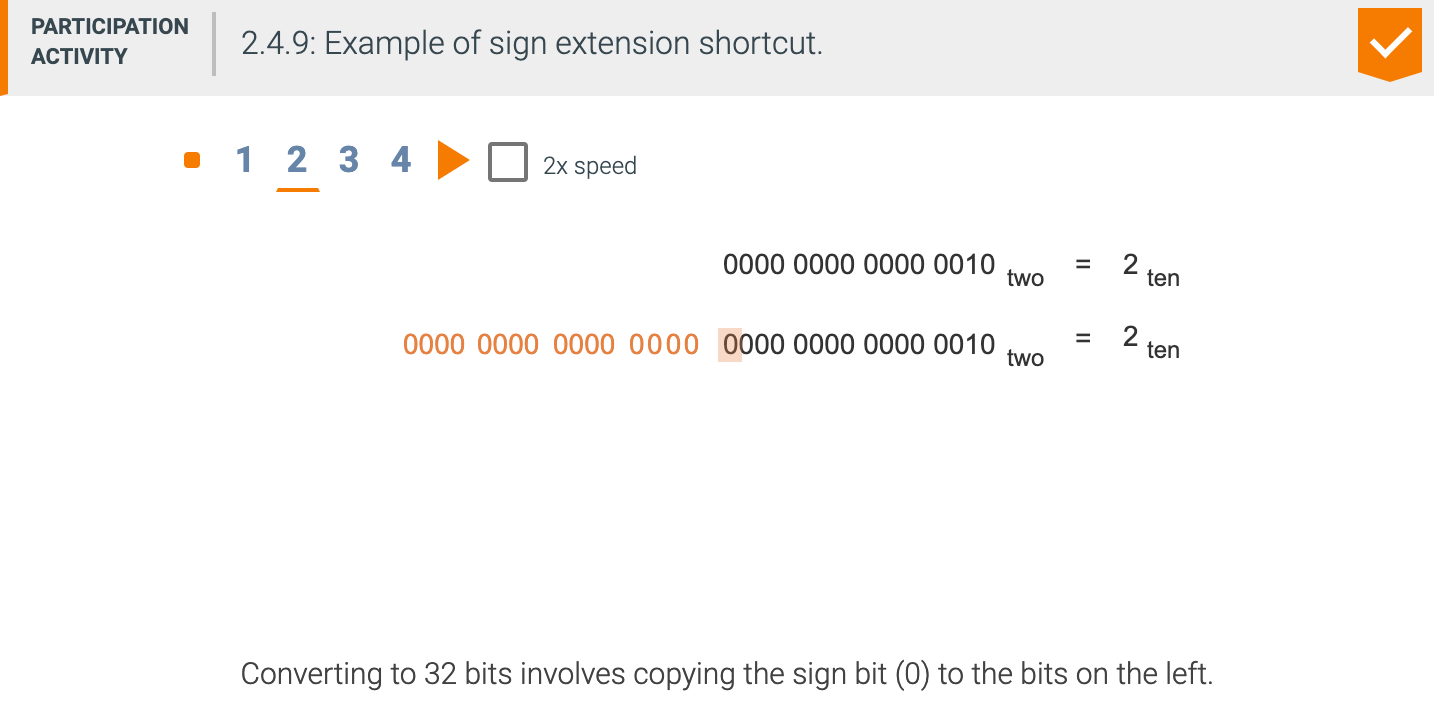 PARTICIPATION ACTIVITY
2.4.9: Example of sign extension shortcut.
1 2 3 4 2x speed
0000 0000 0000 0010 two = 2 ten
0000 0000 0000 0000 0000 0000 0000 0010 two = 2 ten
Converting to 32 bits involves copying the sign bit (0) to the bits on the left.